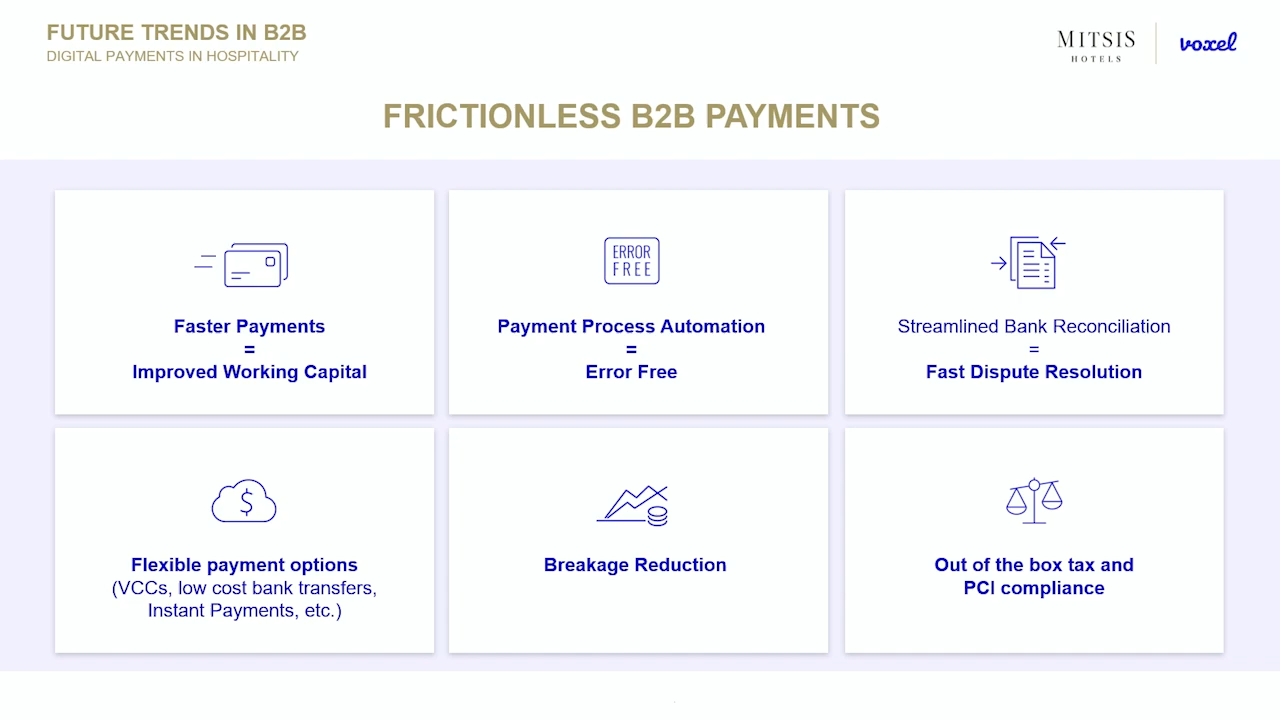 FUTURE TRENDS IN B2B
DIGITAL PAYMENTS IN HOSPITALITY
MITSIS
HOTELS
voxel
FRICTIONLESS B2B PAYMENTS
Faster Payments
=
Improved Working Capital
ERROR
FREE
Payment Process Automation
=
Error Free
Streamlined Bank Reconciliation
=
Fast Dispute Resolution
$
Flexible payment options
(VCCs, low cost bank transfers,
Instant Payments, etc.)
Breakage Reduction
Out of the box tax and
PCI compliance